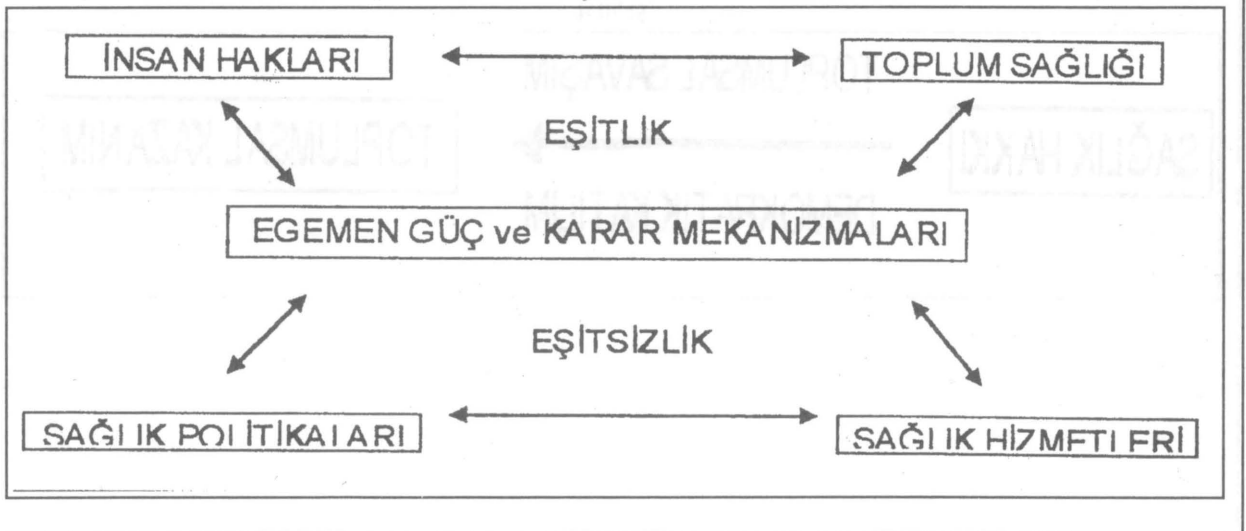 İNSAN HAKLARI
TOPLUM SAĞLIĞI
EŞİTLİK
EGEMEN GÜÇ ve KARAR MEKANİZMALARI
EŞİTSİZLİK
SAĞLIK POLİTİKALARI
SAĞLIK HİZMETLERİ